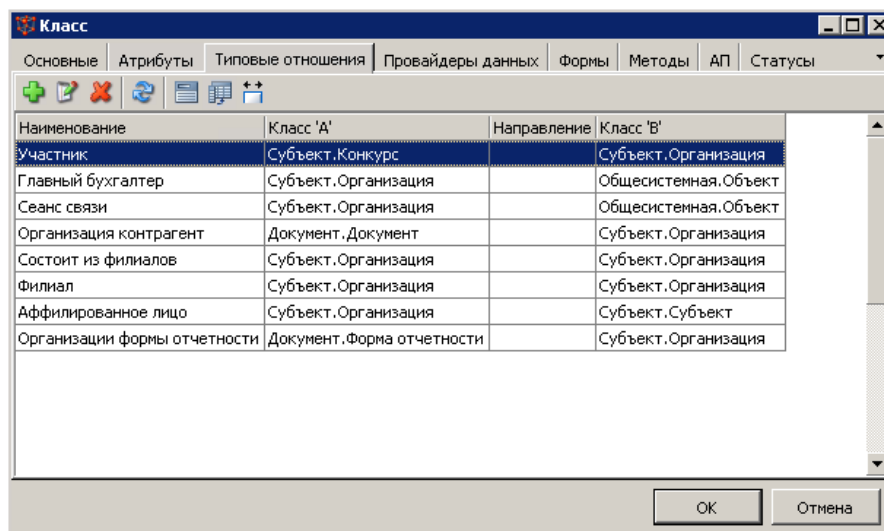 Класс
Основные Атрибуты Типовые отношения Провайдеры данных Формы Методы АП Статусы
Наименование Класс 'А' Направление Класс 'В'
Участник Субъект.Конкурс Субъект.Организация
Главный бухгалтер Субъект.Организация Общесистемная.Объект
Сеанс связи Субъект.Организация Общесистемная.Объект
Организация контрагент Документ.Документ Субъект.Организация
Состоит из филиалов Субъект.Организация Субъект.Организация
Филиал Субъект.Организация Субъект.Организация
Аффилированное лицо Субъект.Организация Субъект.Субъект
Организации формы отчетности Документ.Форма отчетности Субъект.Организация
ОК Отмена